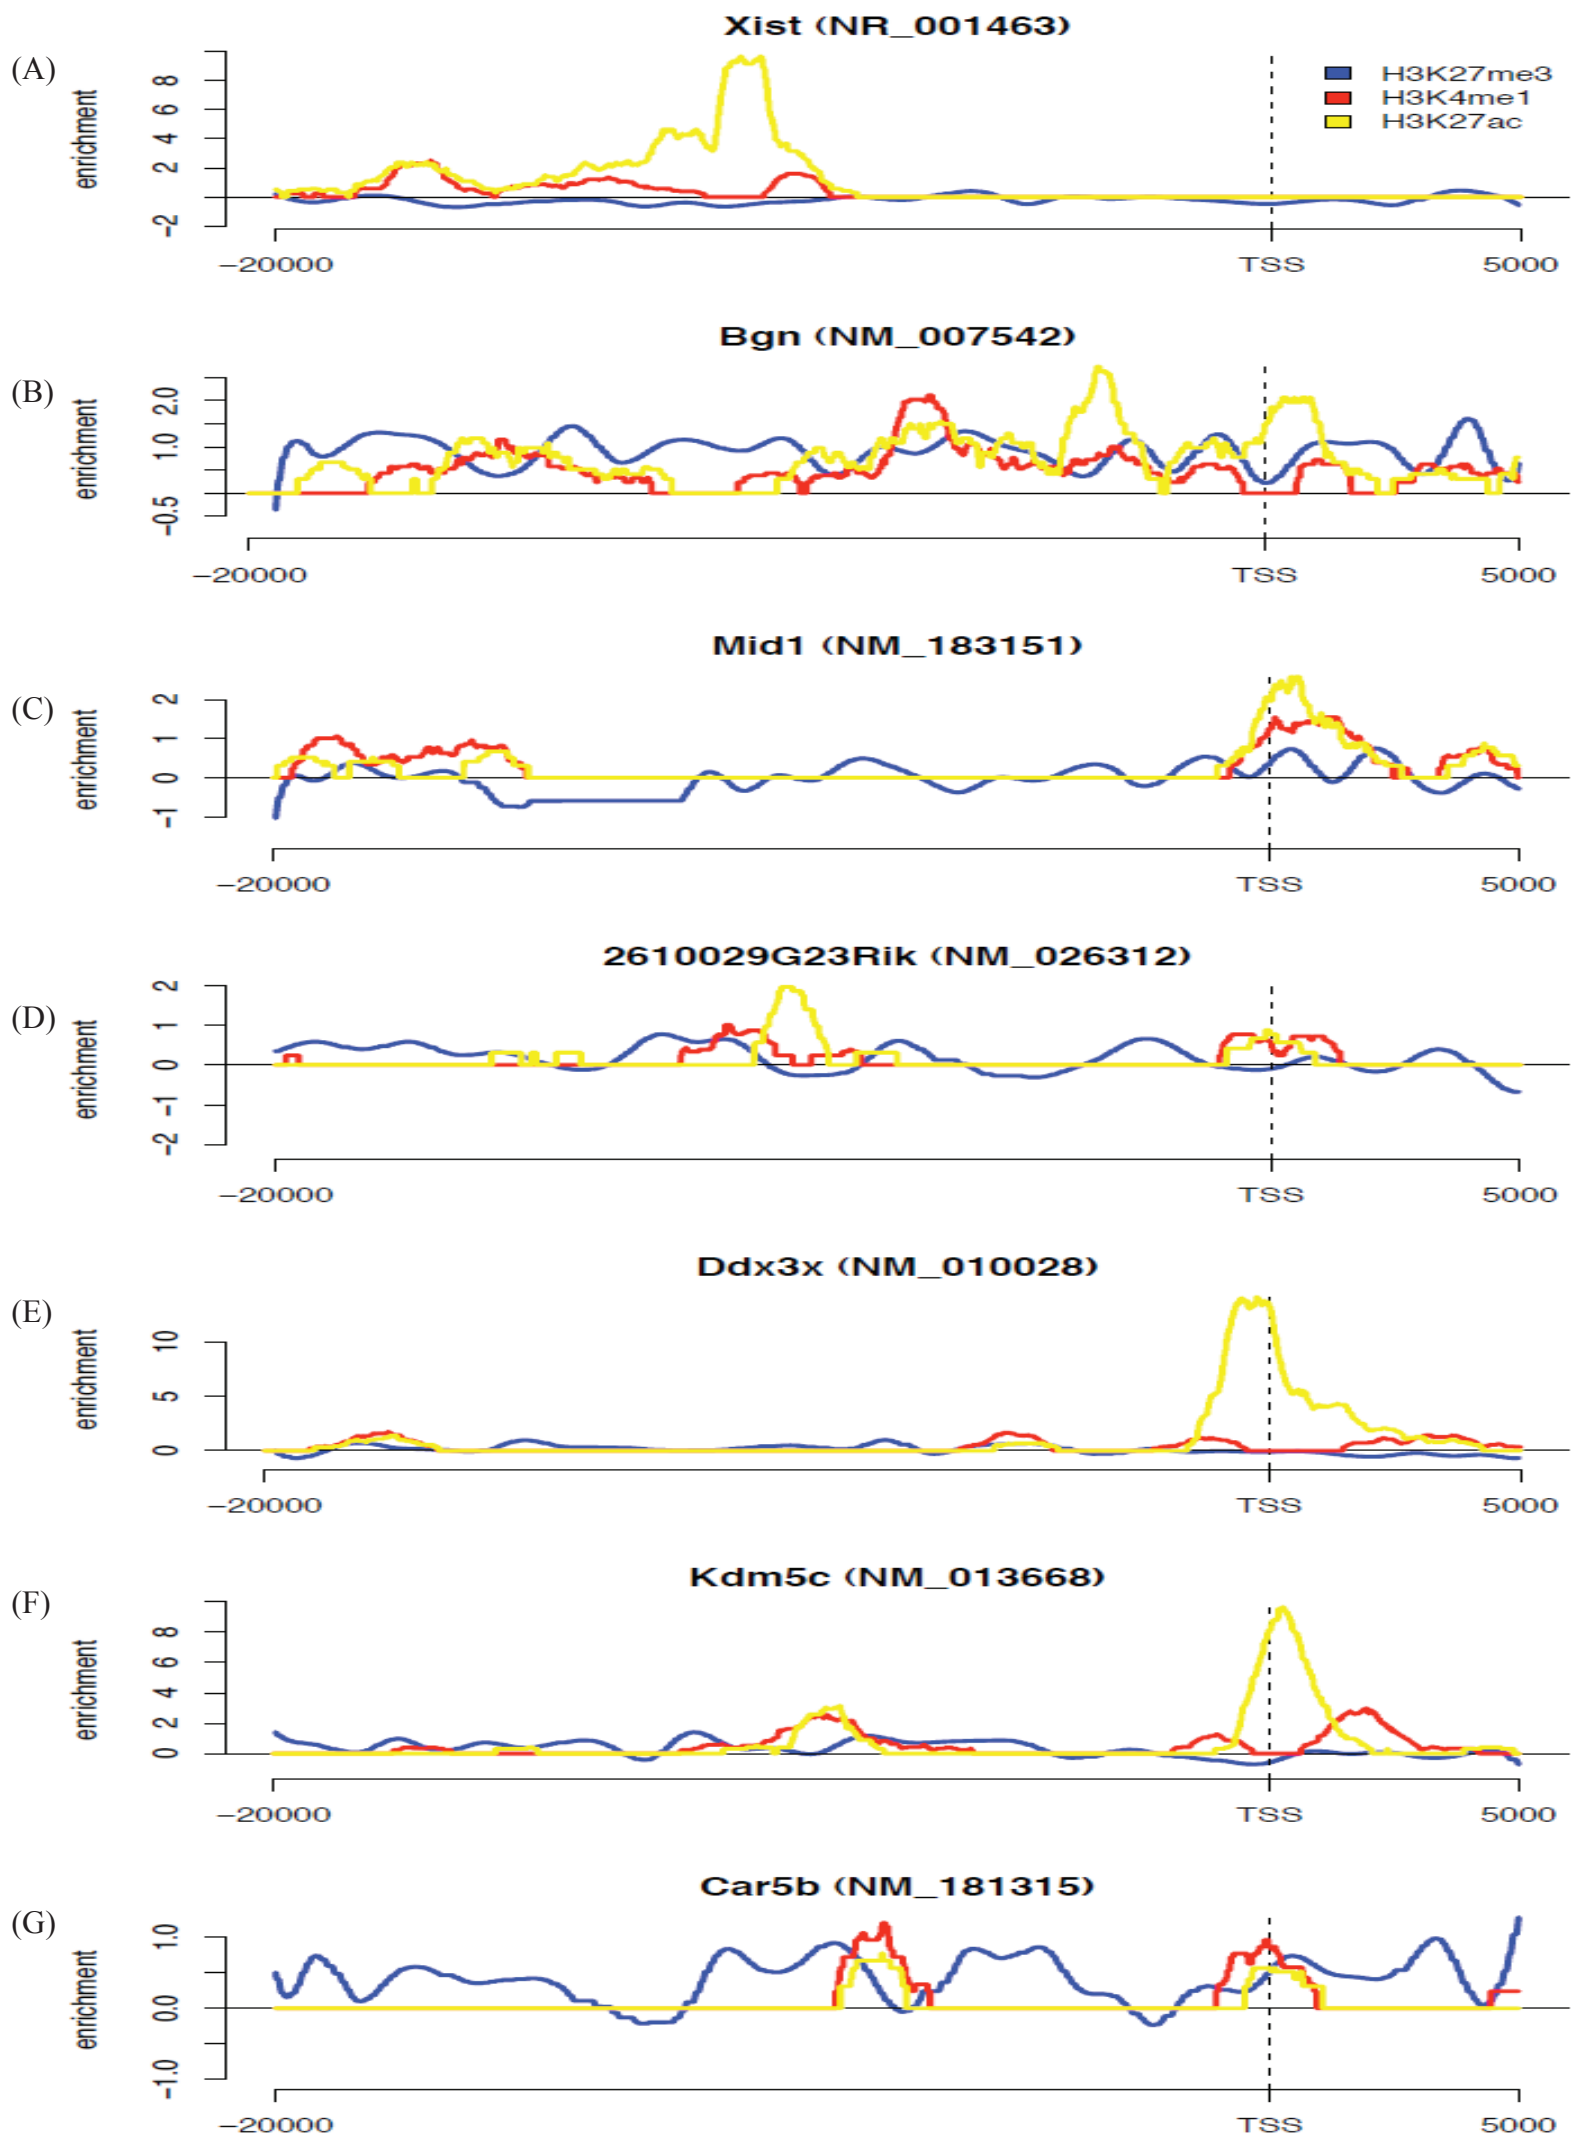 Xist (NR_001463)
(A)
enrichment
-2 2 4 6 8
H3K27me3
H3K4me1
H3K27ac
−20000 TSS 5000
Bgn (NM_007542)
(B)
enrichment
−0.5 1.0 2.0
−20000 TSS 5000
Mid1 (NM_183151)
(C)
enrichment
−1 0 1 2
−20000 TSS 5000
2610029G23Rik (NM_026312)
(D)
enrichment
−2 −1 0 1 2
−20000 TSS 5000
Ddx3x (NM_010028)
(E)
enrichment
0 5 10
−20000 TSS 5000
Kdm5c (NM_013668)
(F)
enrichment
0 2 4 6 8
−20000 TSS 5000
Car5b (NM_181315)
(G)
enrichment
−1.0 0.0 1.0
−20000 TSS 5000